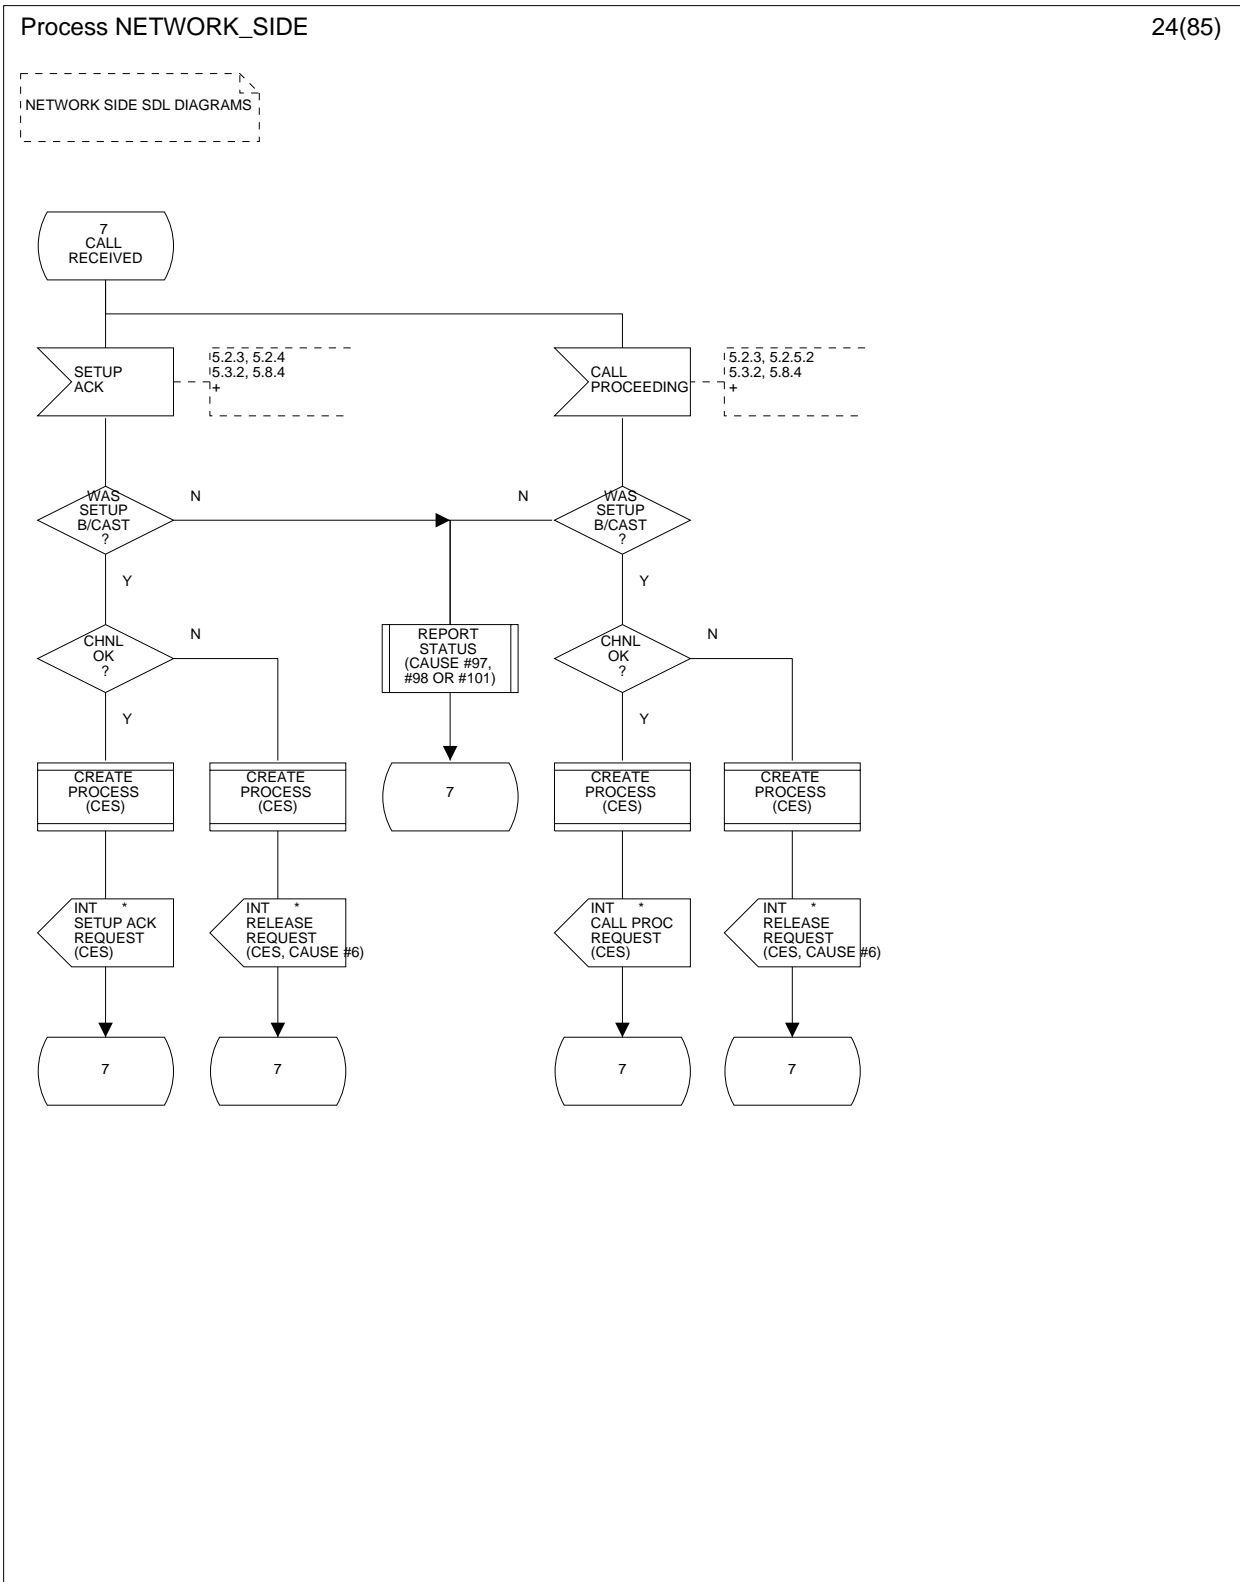 Process NETWORK_SIDE
24(85)
NETWORK SIDE SDL DIAGRAMS
7
CALL
RECEIVED
SETUP
ACK
5.2.3, 5.2.4
5.3.2, 5.8.4
+
CALL
PROCEEDING
5.2.3, 5.2.5.2
5.3.2, 5.8.4
+
WAS
SETUP
B/CAST
?
N
Y
N
WAS
SETUP
B/CAST
?
Y
CHNL
OK
?
N
Y
REPORT
STATUS
(CAUSE #97,
#98 OR #101)
CHNL
OK
?
N
Y
CREATE
PROCESS
(CES)
CREATE
PROCESS
(CES)
7
CREATE
PROCESS
(CES)
CREATE
PROCESS
(CES)
INT *
SETUP ACK
REQUEST
(CES)
INT *
RELEASE
REQUEST
(CES, CAUSE #6)
INT *
CALL PROC
REQUEST
(CES)
INT *
RELEASE
REQUEST
(CES, CAUSE #6)
7
7
7
7